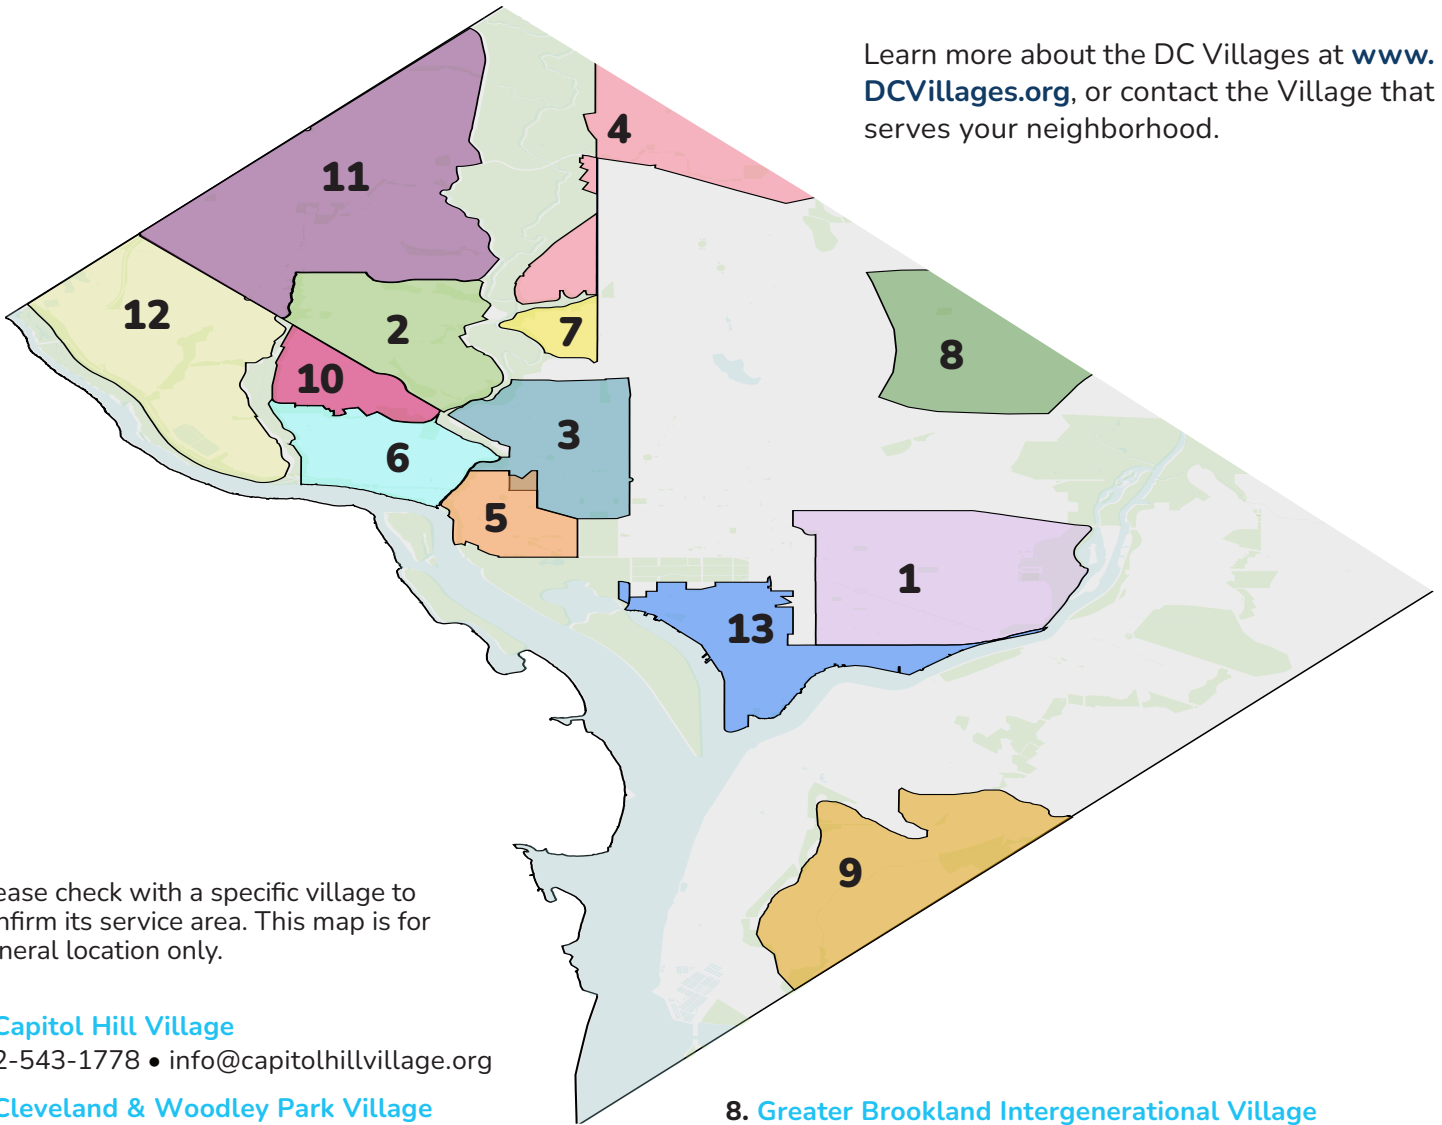 Learn more about the DC Villages at www.
DCVillages.org, or contact the Village that
serves your neighborhood.
4
11
12
2
7
8
10
3
6
5
1
13
9
ease check with a specific village to
nfirm its service area. This map is for
neral location only.
Capitol Hill Village
2-543-1778 • info@capitolhillvillage.org
Cleveland & Woodley Park Village
8. Greater Brookland Intergenerational Village